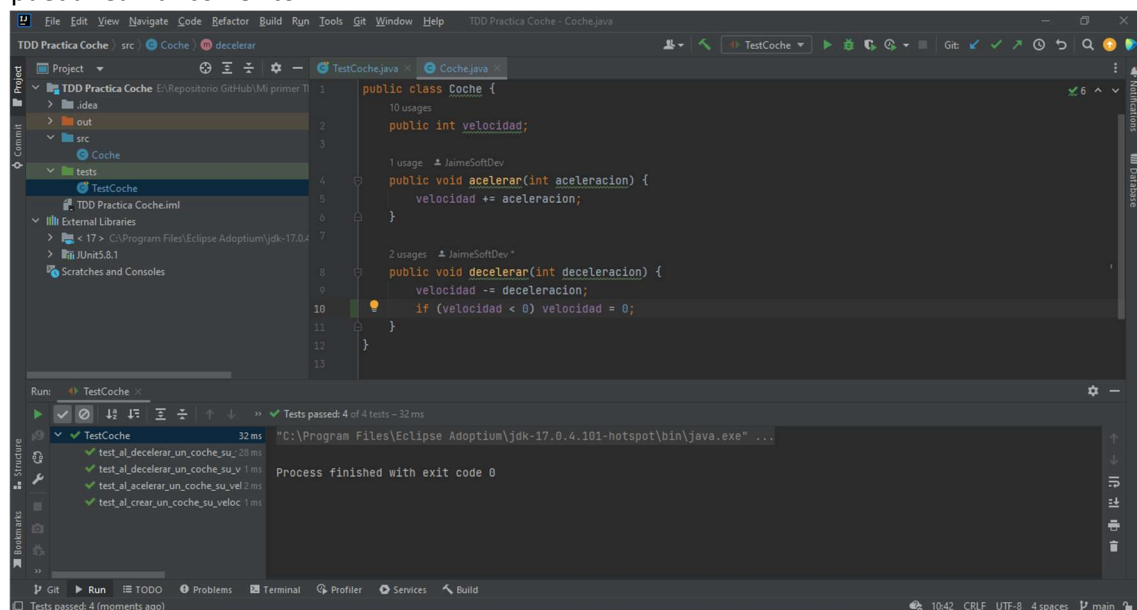 File Edit View Navigate Code Refactor Build Run Tools Git Window Help TDD Practica Coche - Coche.java
TDD Practica Coche src Coche decelerar TestCoche Git:
Project TestCoche.java Coche.java
TDD Practica Coche E:\Repositorio GitHub\Mi primer T
.idea
out
src
Coche
tests
TestCoche
TDD Practica Coche.iml
External Libraries
< 17 > C:\Program Files\Eclipse Adoptium\jdk-17.0.4
JUnit5.8.1
Scratches and Consoles
1 public class Coche {
10 usages
2 public int velocidad;
3
1 usage JaimeSoftDev
4 public void acelerar(int aceleracion) {
5 velocidad += aceleracion;
6 }
7
2 usages JaimeSoftDev *
8 public void decelerar(int deceleracion) {
9 velocidad -= deceleracion;
10 if (velocidad < 0) velocidad = 0;
11 }
12 }
13
6
Project
Commit
Structure
Bookmarks
Notifications
Database
Run: TestCoche
Tests passed: 4 of 4 tests – 32 ms
TestCoche 32 ms
test_al_decelerar_un_coche_su_ 28 ms
test_al_decelerar_un_coche_su_v 1 ms
test_al_acelerar_un_coche_su_vel 2 ms
test_al_crear_un_coche_su_veloc 1 ms
"C:\Program Files\Eclipse Adoptium\jdk-17.0.4.101-hotspot\bin\java.exe" ...
Process finished with exit code 0
Git Run TODO Problems Terminal Profiler Services Build
Tests passed: 4 (moments ago) 10:42 CRLF UTF-8 4 spaces main